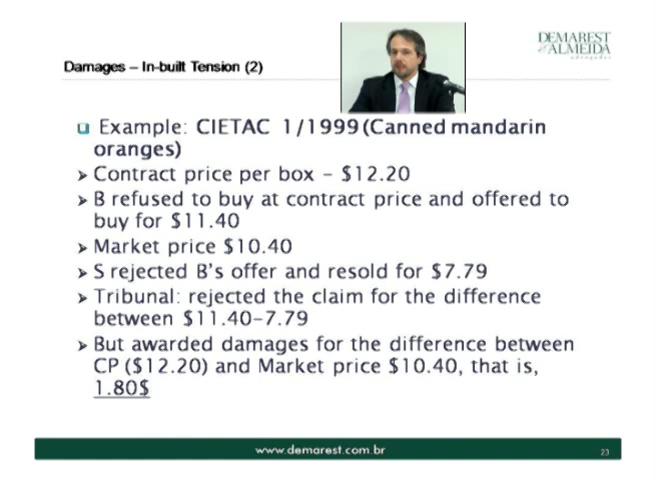 DEMAREST
& ALMEIDA
advogados
Damages – In-built Tension (2)
Example: CIETAC 1/1999 (Canned mandarin
oranges)
Contract price per box – $12.20
B refused to buy at contract price and offered to
buy for $11.40
Market price $10.40
S rejected B's offer and resold for $7.79
Tribunal: rejected the claim for the difference
between $11.40–7.79
But awarded damages for the difference between
CP ($12.20) and Market price $10.40, that is,
1.80$
www.demarest.com.br
23